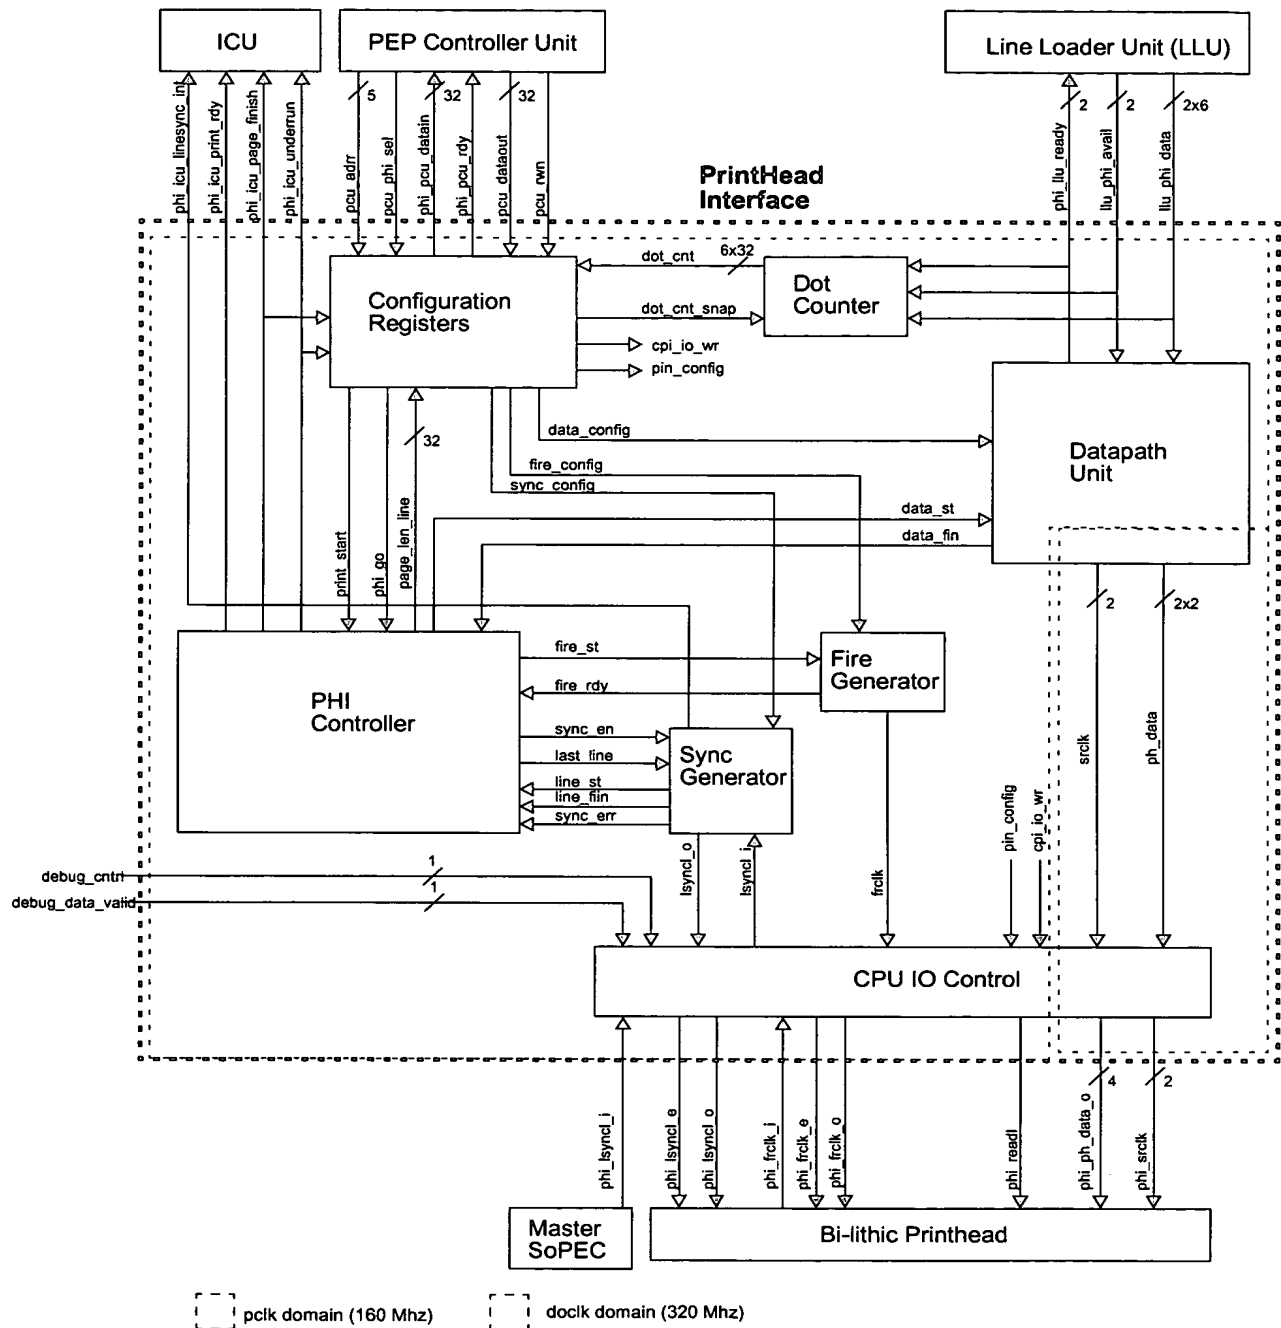 ICU
PEP Controller Unit
Line Loader Unit (LLU)
phi_icu_linesync_int
phi_icu_print_rdy
phi_icu_page_finish
phi_icu_underrun
5
pcu_adrr
pcu_phi_sel
32
phi_pcu_datain
phi_pcu_rdy
32
pcu_dataout
pcu_rwn
2
phi_llu_ready
2
llu_phi_avail
2x6
llu_phi_data
PrintHead
Interface
Configuration
Registers
dot_cnt
6x32
dot_cnt_snap
cpi_io_wr
pin_config
Dot
Counter
Datapath
Unit
data_config
fire_config
sync_config
32
print_start
phi_go
page_len_line
data_st
data_fin
2
2x2
srclk
ph_data
PHI
Controller
fire_st
fire_rdy
Fire
Generator
sync_en
last_line
line_st
line_fiin
sync_err
Sync
Generator
lsyncl_o
lsyncl_i
frclk
pin_config
cpi_io_wr
debug_cntrl
1
debug_data_valid
1
CPU IO Control
phi_lsyncl_i
phi_lsyncl_e
phi_lsyncl_o
phi_frclk_i
phi_frclk_e
phi_frclk_o
phi_readl
4
phi_ph_data_o
2
phi_srclk
Master
SoPEC
Bi-lithic Printhead
pclk domain (160 Mhz)
doclk domain (320 Mhz)